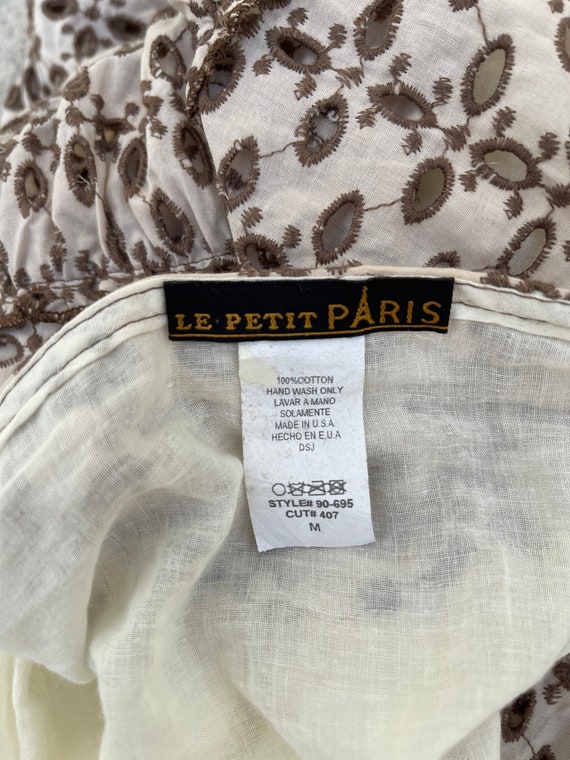 LE PETIT PARIS
100%COTTON
HAND WASH ONLY
LAVAR A MANO
SOLAMENTE
MADE IN U.S.A
HECHO EN E,U.A
DSJ
STYLE# 90-695
CUT# 407
M